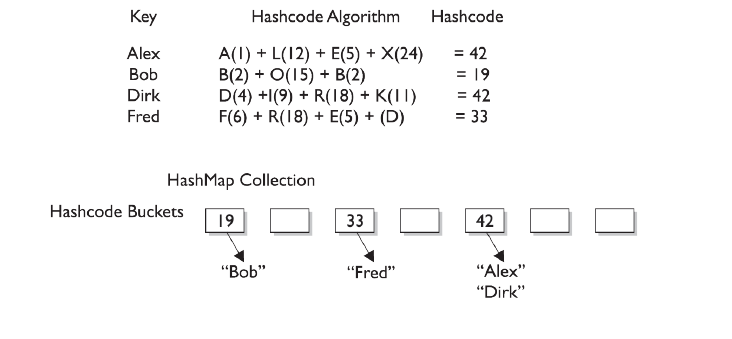 Key Hashcode Algorithm Hashcode
Alex A(1) + L(12) + E(5) + X(24) = 42
Bob B(2) + O(15) + B(2) = 19
Dirk D(4) +I(9) + R(18) + K(11) = 42
Fred F(6) + R(18) + E(5) + (D) = 33
HashMap Collection
Hashcode Buckets 19 33 42
“Bob” “Fred” “Alex”
“Dirk”